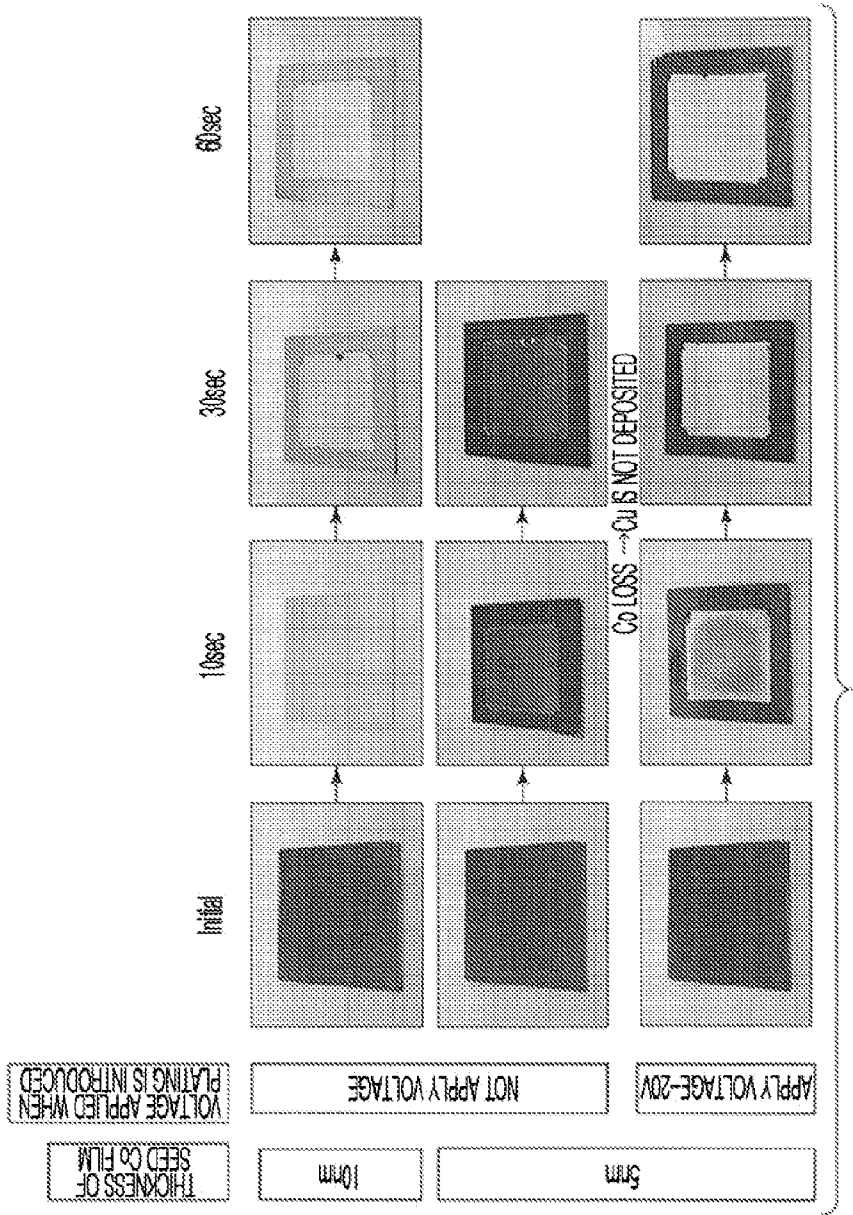 THICKNESS OF
SEED Co FILM
VOLTAGE APPLIED WHEN
PLATING IS INTRODUCED
Initial
10sec
30sec
60sec
10nm
NOT APPLY VOLTAGE
5nm
Co LOSS → Cu IS NOT DEPOSITED
APPLY VOLTAGE-20V